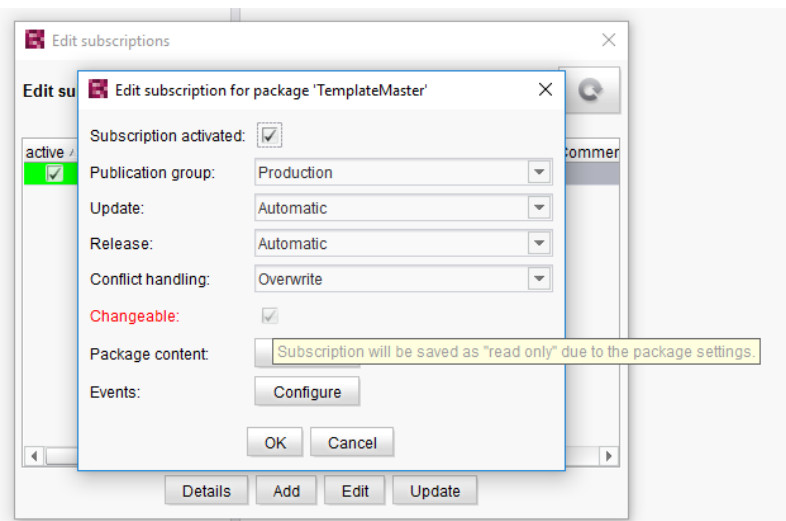 Edit subscriptions
Edit su
Edit subscription for package 'TemplateMaster'
active
Commen
Subscription activated:
Publication group: Production
Update: Automatic
Release: Automatic
Conflict handling: Overwrite
Changeable:
Package content:
Subscription will be saved as "read only" due to the package settings.
Events: Configure
OK Cancel
Details Add Edit Update